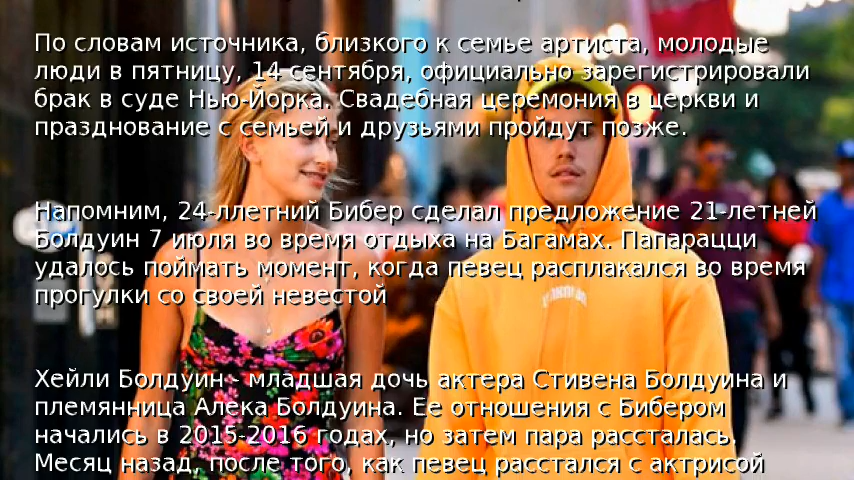 По словам источника, близкого к семье артиста, молодые
люди в пятницу, 14 сентября, официально зарегистрировали
брак в суде Нью-Йорка. Свадебная церемония в церкви и
празднование с семьей и друзьями пройдут позже.
Напомним, 24-ллетний Бибер сделал предложение 21-летней
Болдуин 7 июля во время отдыха на Багамах. Папарацци
удалось поймать момент, когда певец расплакался во время
прогулки со своей невестой
Хейли Болдуин - младшая дочь актера Стивена Болдуина и
племянница Алека Болдуина. Ее отношения с Бибером
начались в 2015-2016 годах, но затем пара рассталась.
Месяц назад, после того, как певец расстался с актрисой